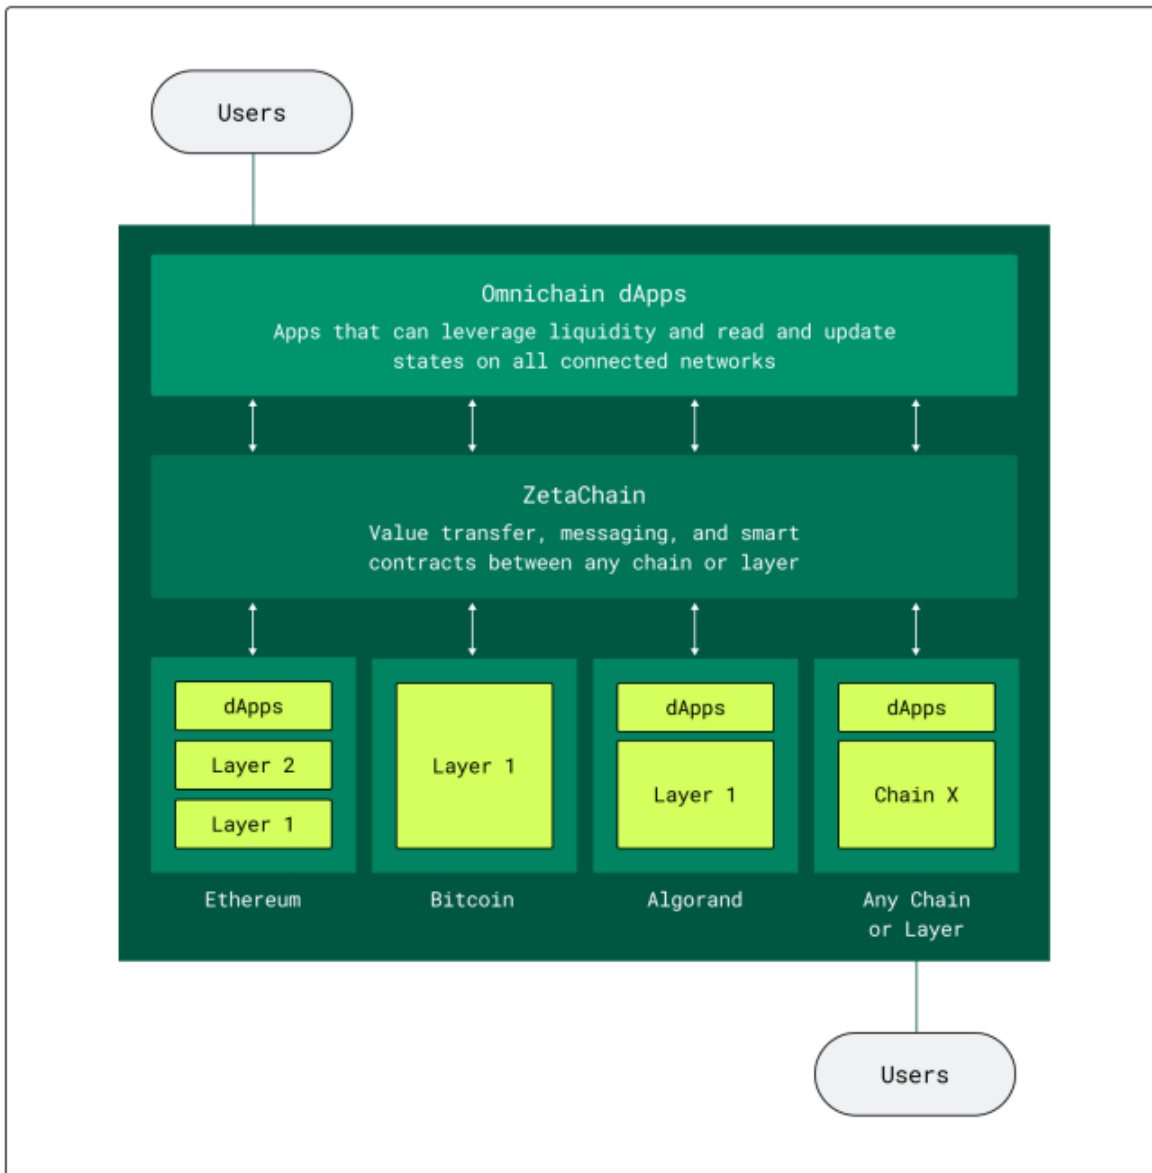 Users
Omnichain dApps
Apps that can leverage liquidity and read and update
states on all connected networks
ZetaChain
Value transfer, messaging, and smart
contracts between any chain or layer
dApps
Layer 2
Layer 1
Ethereum
Layer 1
Bitcoin
dApps
Layer 1
Algorand
dApps
Chain X
Any Chain
or Layer
Users